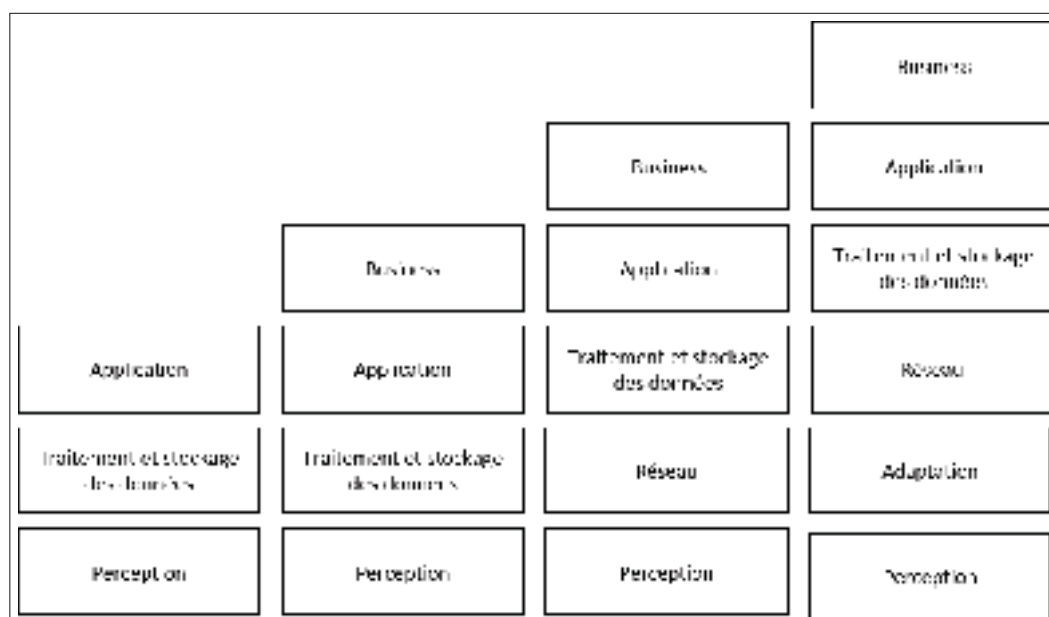 Business
Business
Application
Business
Application
Traitement et stockage
des données
Application
Application
Traitement et stockage
des données
Réseau
Traitement et stockage
des données
Traitement et stockage
des données
Réseau
Adaptation
Perception
Perception
Perception
Perception